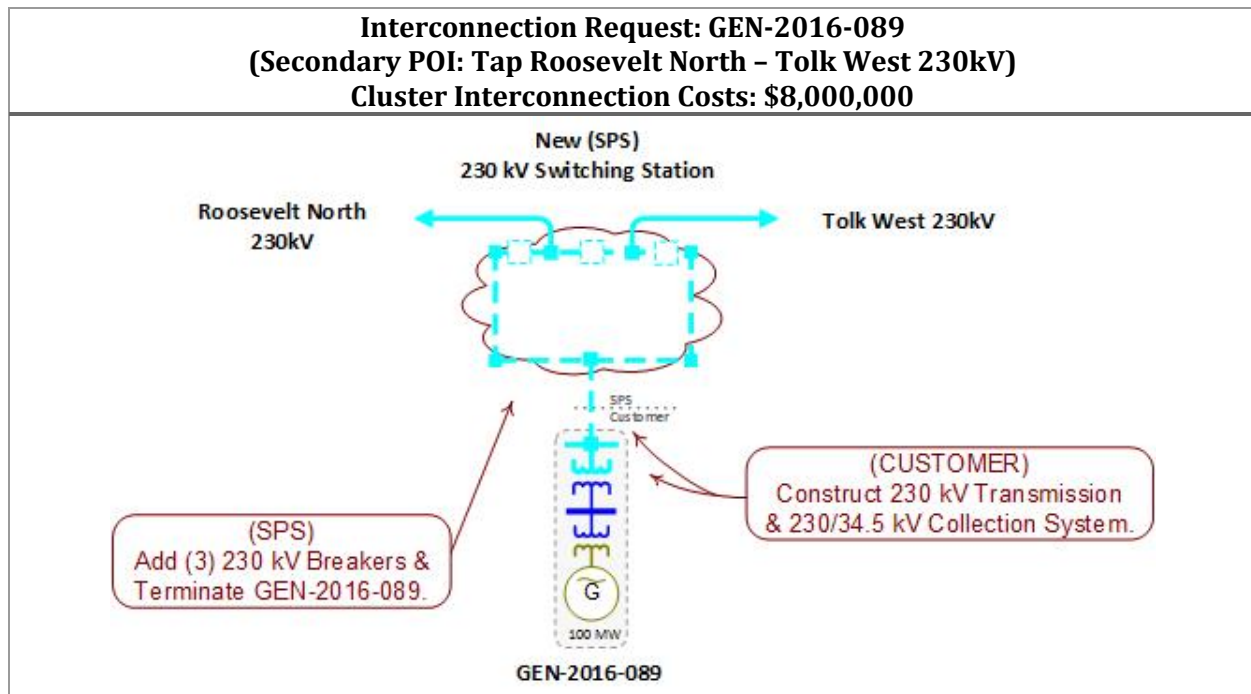 Interconnection Request: GEN-2016-089
(Secondary POI: Tap Roosevelt North – Tolk West 230kV)
Cluster Interconnection Costs: $8,000,000
New (SPS)
230 kV Switching Station
Roosevelt North
230kV
Tolk West 230kV
SPS
Customer
(CUSTOMER)
Construct 230 kV Transmission
& 230/34.5 kV Collection System.
(SPS)
Add (3) 230 kV Breakers &
Terminate GEN-2016-089.
G
100 MW
GEN-2016-089